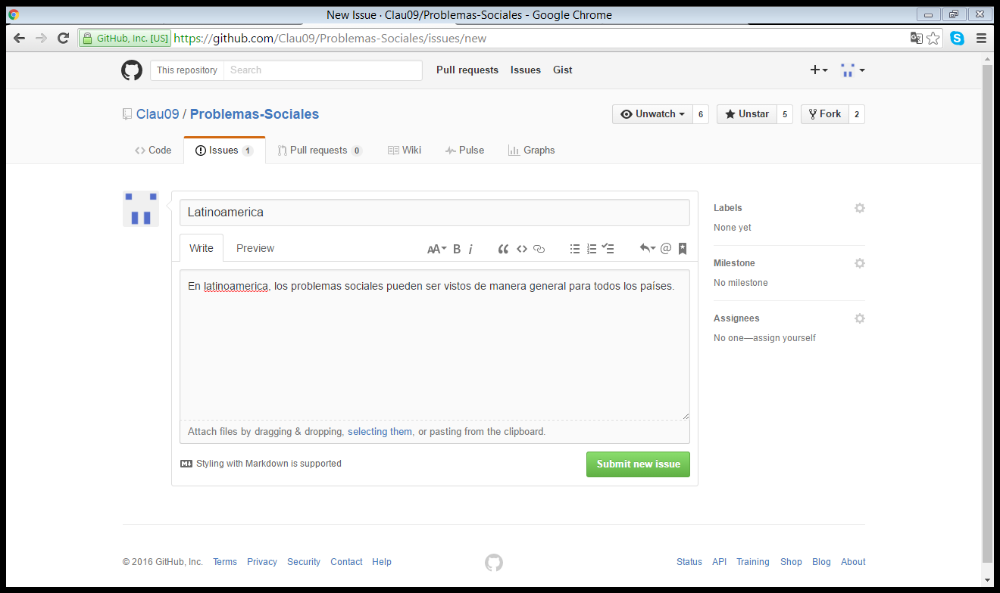 New Issue · Clau09/Problemas-Sociales - Google Chrome
GitHub, Inc. [US] https://github.com/Clau09/Problemas-Sociales/issues/new
This repository Search Pull requests Issues Gist
Clau09 / Problemas-Sociales Unwatch 6 Unstar 5 Fork 2
Code Issues 1 Pull requests 0 Wiki Pulse Graphs
Latinoamerica
Labels
None yet
Write Preview AA B i
Milestone
No milestone
En latinoamerica, los problemas sociales pueden ser vistos de manera general para todos los países.
Assignees
No one—assign yourself
Attach files by dragging & dropping, selecting them, or pasting from the clipboard.
Styling with Markdown is supported Submit new issue
© 2016 GitHub, Inc. Terms Privacy Security Contact Help Status API Training Shop Blog About